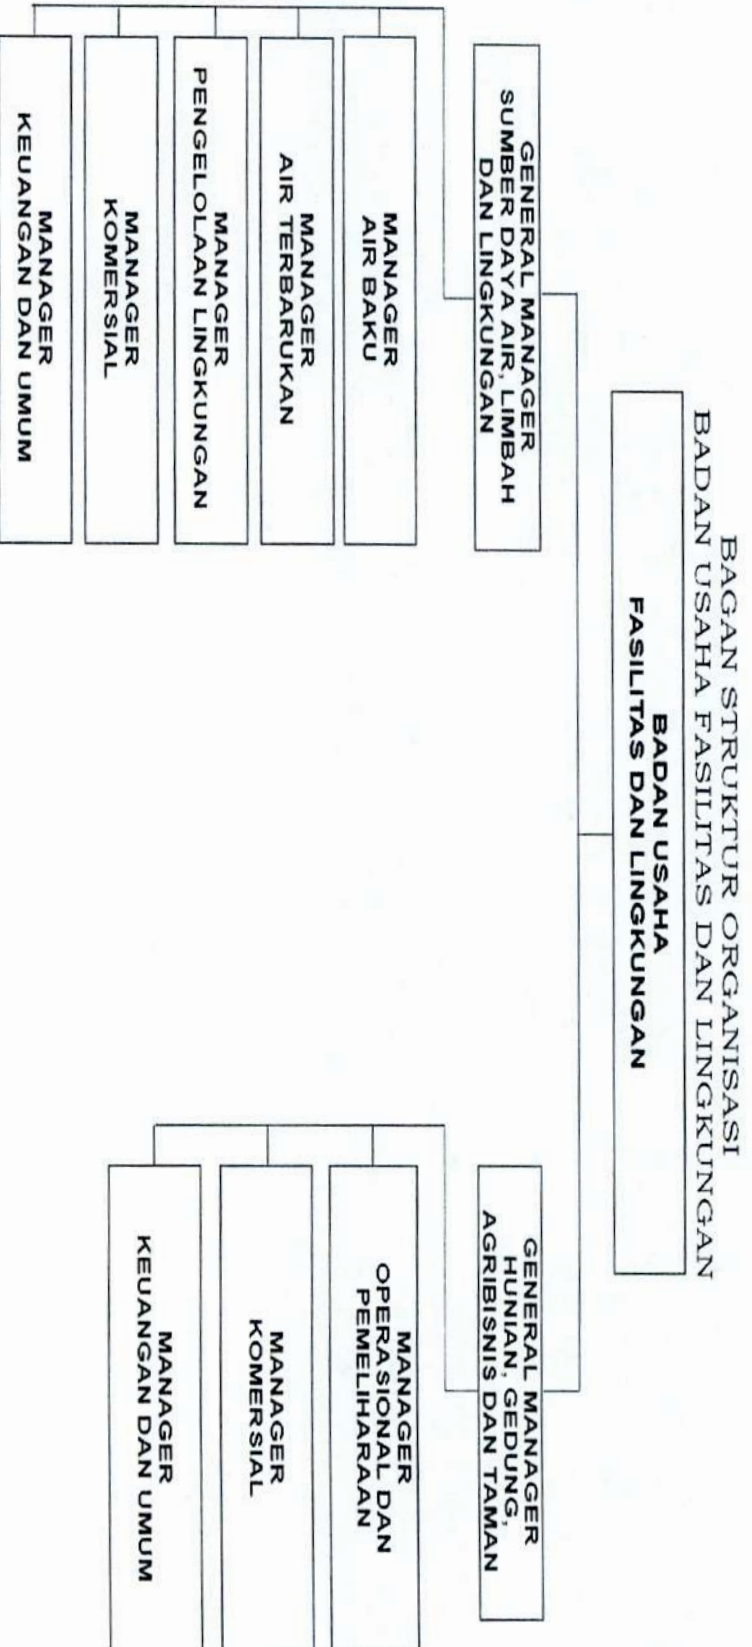 BAGAN STRUKTUR ORGANISASI
BADAN USAHA FASILITAS DAN LINGKUNGAN
BADAN USAHA
FASILITAS DAN LINGKUNGAN
GENERAL MANAGER
SUMBER DAYA AIR, LIMBAH
DAN LINGKUNGAN
MANAGER
AIR BAKU
MANAGER
AIR TERBARUKAN
MANAGER
PENGELOLAAN LINGKUNGAN
MANAGER
KOMERSIAL
MANAGER
KEUANGAN DAN UMUM
GENERAL MANAGER
HUNIAN, GEDUNG,
AGRIBISNIS DAN TAMAN
MANAGER
OPERASIONAL DAN
PEMELIHARAAN
MANAGER
KOMERSIAL
MANAGER
KEUANGAN DAN UMUM